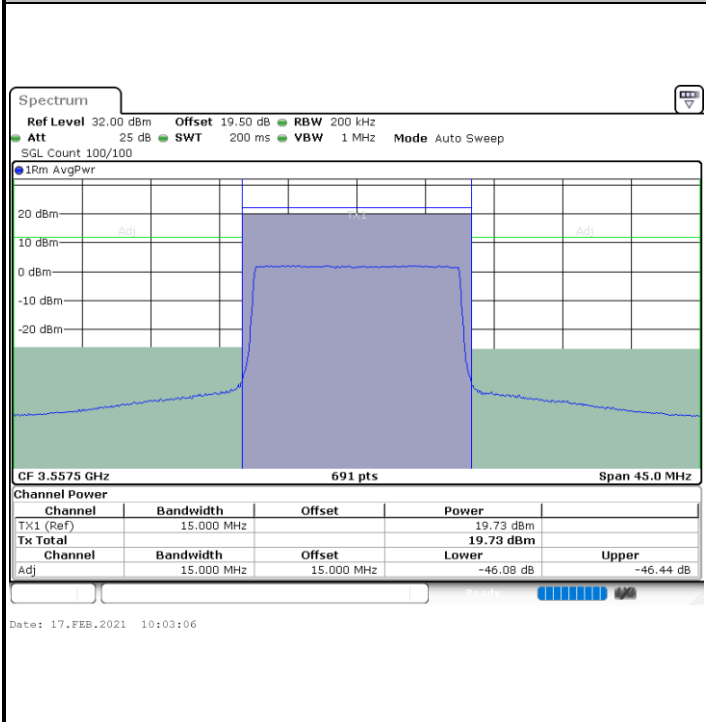 Spectrum
Ref Level 32.00 dBm Offset 19.50 dB RBW 200 kHz
Att 25 dB SWT 200 ms VBW 1 MHz Mode Auto Sweep
SGL Count 100/100
1Rm AvgPwr
20 dBm
TX1
Adj
Adj
10 dBm
0 dBm
-10 dBm
-20 dBm
CF 3.5575 GHz 691 pts Span 45.0 MHz
Channel Power
Channel Bandwidth Offset Power
TX1 (Ref) 15.000 MHz 19.73 dBm
Tx Total 19.73 dBm
Channel Bandwidth Offset Lower Upper
Adj 15.000 MHz 15.000 MHz -46.08 dB -46.44 dB
Ready
Date: 17.FEB.2021 10:03:06